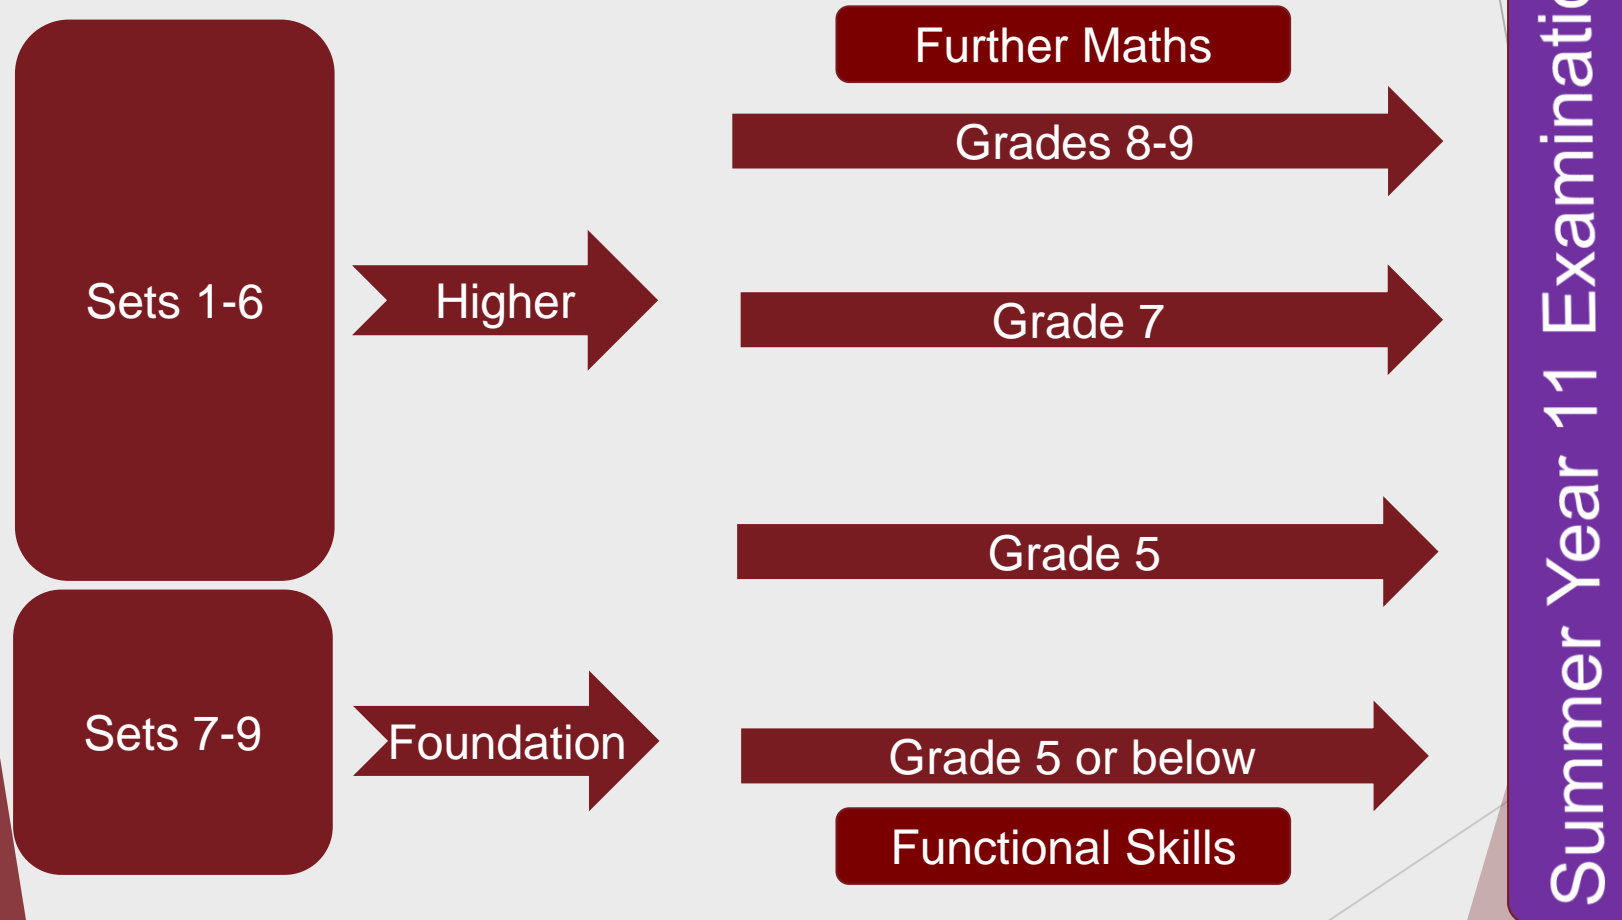 Further Maths
Grades 8-9
Sets 1-6
Higher
Grade 7
Grade 5
Sets 7-9
Foundation
Grade 5 or below
Functional Skills
Summer Year 11